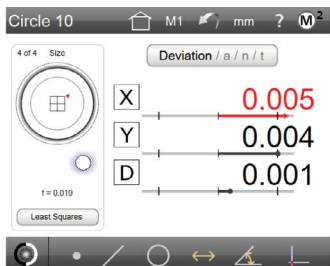 Circle 10 M1 mm ? M2
4 of 4 Size
Deviation / a / n / t
X 0.005
Y 0.004
D 0.001
f = 0.019
Least Squares